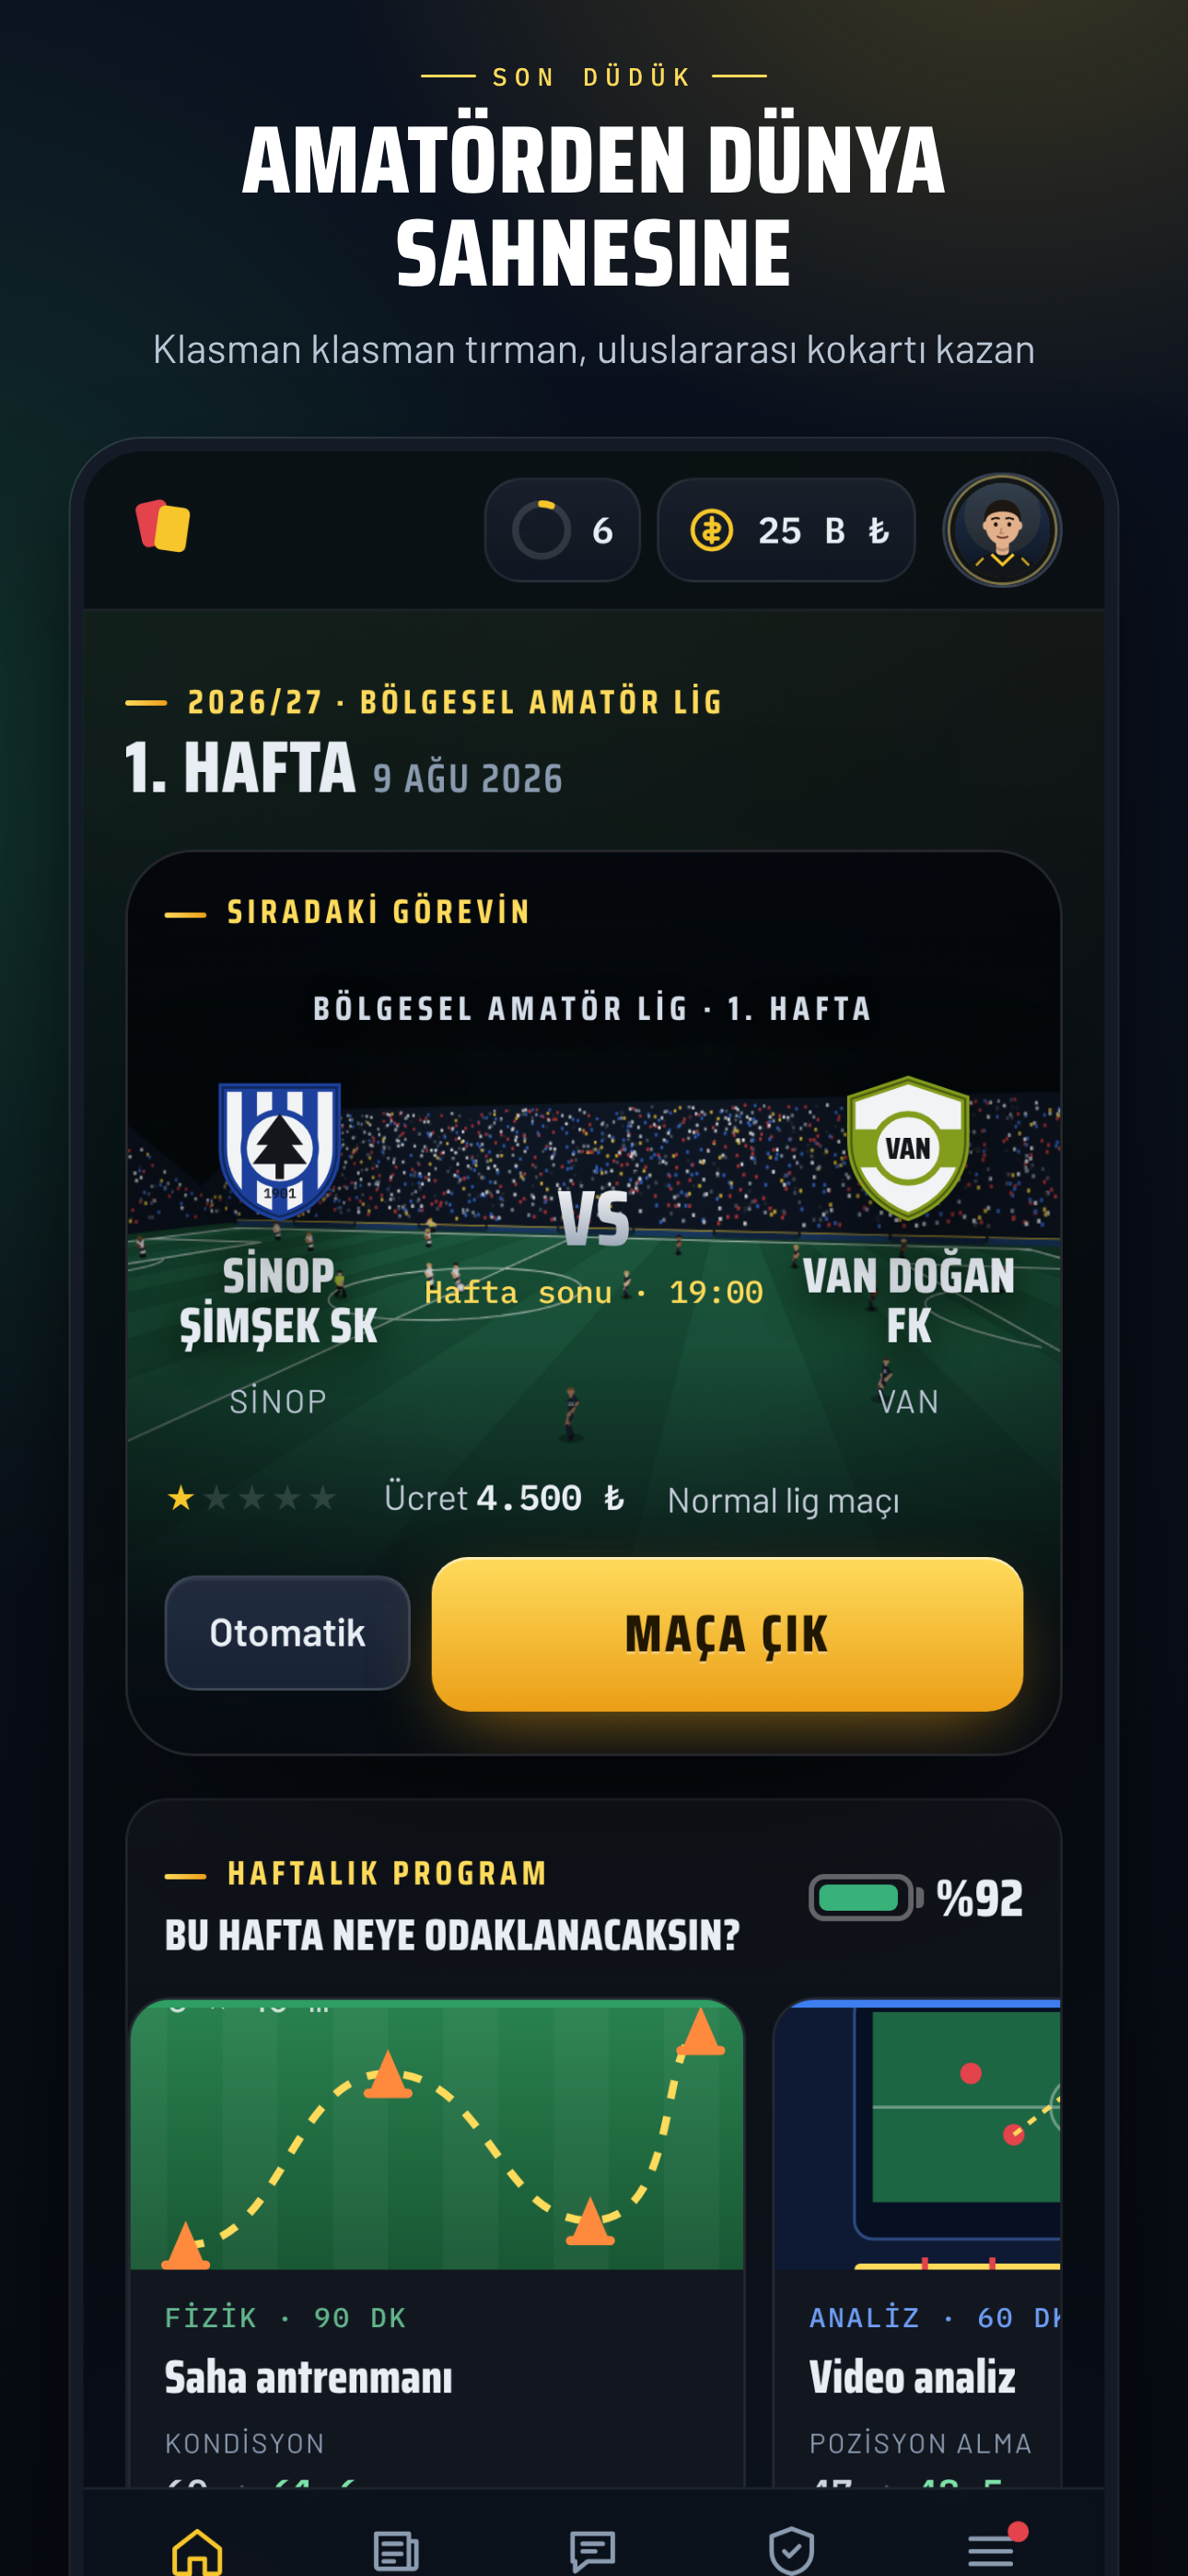 SON DÜDÜK
AMATÖRDEN DÜNYA
SAHNESINE
Klasman klasman tırman, uluslararası kokartı kazan
6
25 B ₺
2026/27 · BÖLGESEL AMATÖR LİG
1. HAFTA 9 AĞU 2026
SIRADAKİ GÖREVİN
BÖLGESEL AMATÖR LİG · 1. HAFTA
1901
VAN
VS
SİNOP
ŞİMŞEK SK
Hafta sonu · 19:00
VAN DOĞAN
FK
SİNOP
VAN
Ücret 4.500 ₺
Normal lig maçı
Otomatik
MAÇA ÇIK
HAFTALIK PROGRAM
%92
BU HAFTA NEYE ODAKLANACAKSIN?
FİZİK · 90 DK
ANALİZ · 60 DK
Saha antrenmanı
Video analiz
KONDİSYON
POZİSYON ALMA